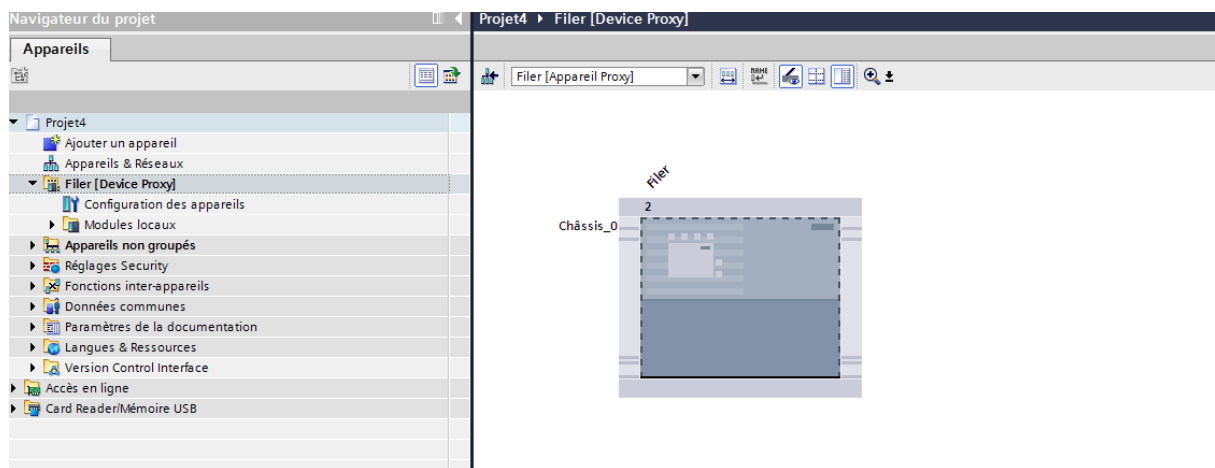 Navigateur du projet
Projet4 ▸ Filer [Device Proxy]
Appareils
Filer [Appareil Proxy]
Projet4
Ajouter un appareil
Appareils & Réseaux
Filer [Device Proxy]
Configuration des appareils
Modules locaux
Appareils non groupés
Réglages Security
Fonctions inter-appareils
Données communes
Paramètres de la documentation
Langues & Ressources
Version Control Interface
Accès en ligne
Card Reader/Mémoire USB
Filer
2
Châssis_0